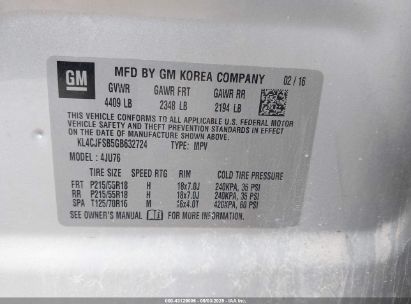 GM
MFD BY GM KOREA COMPANY 02/16
GVWR GAWR FRT GAWR RR
4409 LB 2348 LB 2194 LB
THIS VEHICLE CONFORMS TO ALL APPLICABLE U.S. FEDERAL MOTOR
VEHICLE SAFETY, BUMPER, AND THEFT PREVENTION STANDARDS IN
EFFECT ON THE DATE OF MANUFACTURE SHOWN ABOVE.
KL4CJFSB5GB632724 TYPE: MPV
MODEL: 4JU76
TIRE SIZE SPEED RTG RIM COLD TIRE PRESSURE
FRT P215/55R18 H 18x7.0J 240KPA, 35 PSI
RR P215/55R18 H 18x7.0J 240KPA, 35 PSI
SPA T125/70R16 M 16x4.0T 420KPA, 60 PSI
SEE OWNER'S MANUAL FOR MORE INFORMATION.